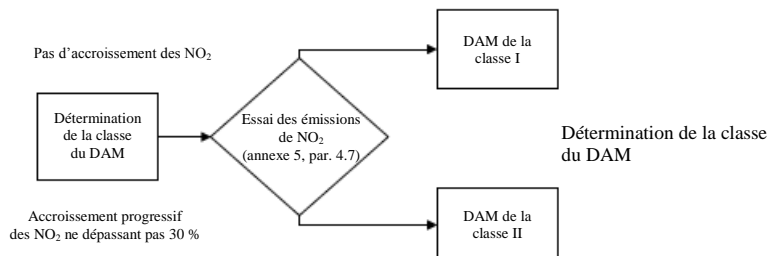 Pas d’accroissement des NO₂
DAM de la
classe I
Détermination
de la classe
du DAM
Essai des émissions
de NO₂
(annexe 5, par. 4.7)
Détermination de la classe
du DAM
Accroissement progressif
des NO₂ ne dépassant pas 30 %
DAM de la
classe II